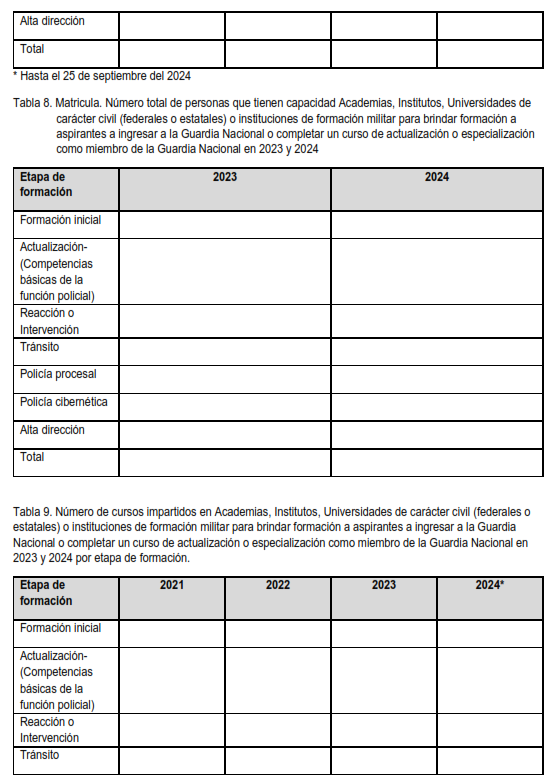 Alta dirección
Total
* Hasta el 25 de septiembre del 2024
Tabla 8. Matricula. Número total de personas que tienen capacidad Academias, Institutos, Universidades de
carácter civil (federales o estatales) o instituciones de formación militar para brindar formación a
aspirantes a ingresar a la Guardia Nacional o completar un curso de actualización o especialización
como miembro de la Guardia Nacional en 2023 y 2024
Etapa de 2023 2024
formación
Formación inicial
Actualización-
(Competencias
básicas de la
función policial)
Reacción o
Intervención
Tránsito
Policía procesal
Policía cibernética
Alta dirección
Total
Tabla 9. Número de cursos impartidos en Academias, Institutos, Universidades de carácter civil (federales o
estatales) o instituciones de formación militar para brindar formación a aspirantes a ingresar a la Guardia
Nacional o completar un curso de actualización o especialización como miembro de la Guardia Nacional en
2023 y 2024 por etapa de formación.
Etapa de 2021 2022 2023 2024*
formación
Formación inicial
Actualización-
(Competencias
básicas de la
función policial)
Reacción o
Intervención
Tránsito